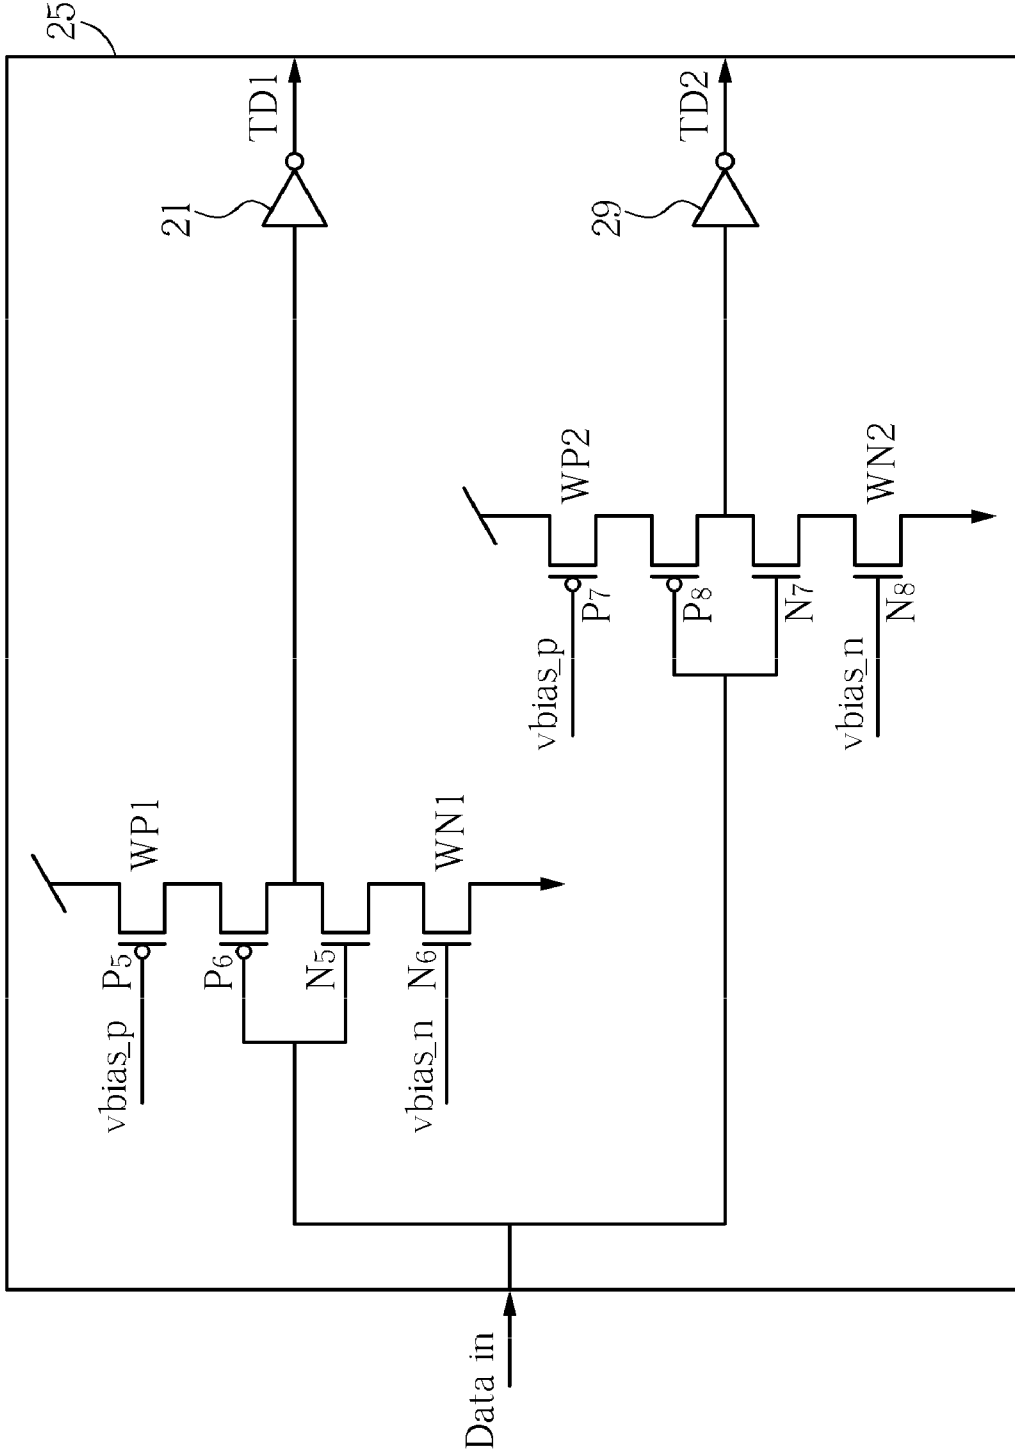 25
TD1
21
WP1
P5
vbias_p
P6
N5
WN1
N6
vbias_n
Data in
TD2
29
WP2
P7
vbias_p
P8
N7
WN2
N8
vbias_n